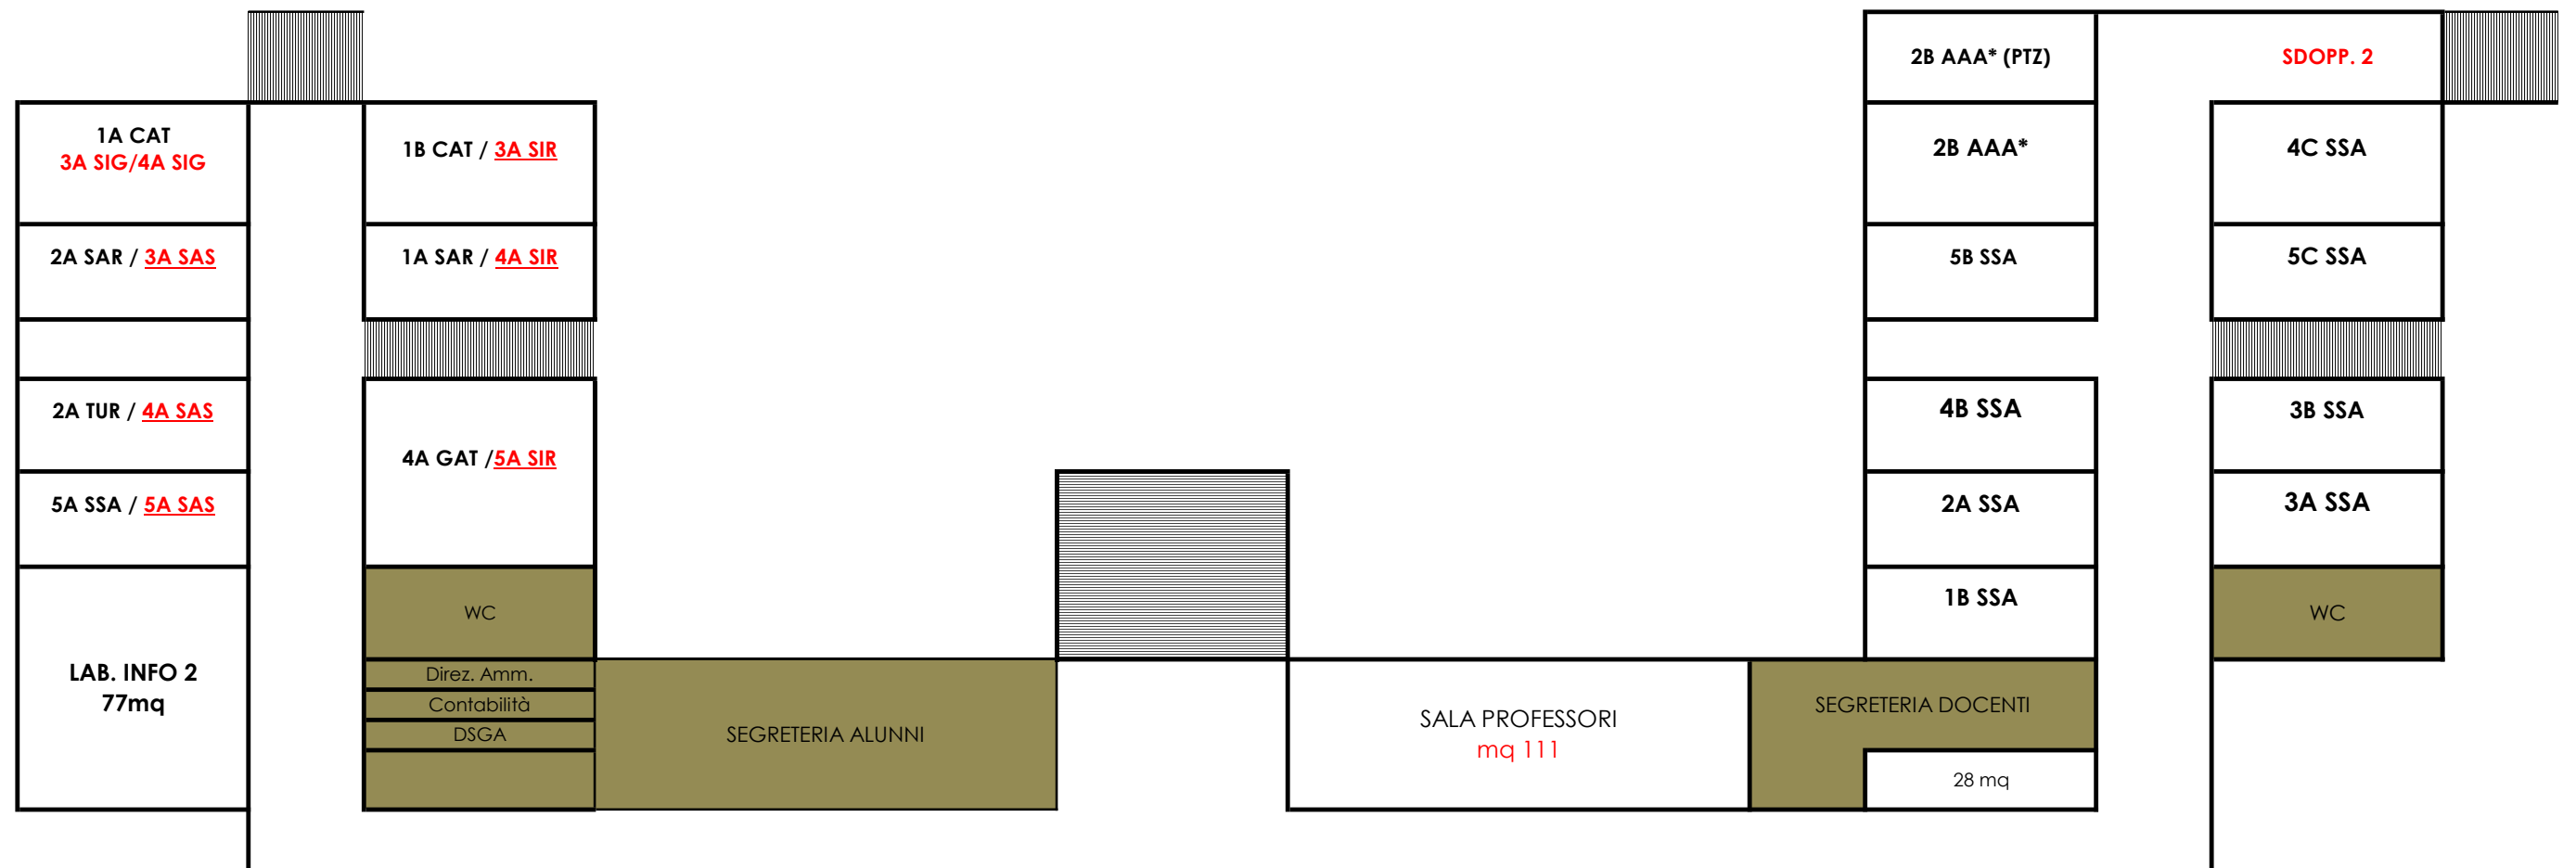 2B AAA* (PTZ)
SDOPP. 2
1A CAT
3A SIG/4A SIG
1B CAT / 3A SIR
2B AAA*
4C SSA
2A SAR / 3A SAS
1A SAR / 4A SIR
5B SSA
5C SSA
2A TUR / 4A SAS
4A GAT /5A SIR
4B SSA
3B SSA
5A SSA / 5A SAS
2A SSA
3A SSA
WC
1B SSA
WC
LAB. INFO 2
77mq
Direz. Amm.
Contabilità
DSGA
SEGRETERIA ALUNNI
SALA PROFESSORI
mq 111
SEGRETERIA DOCENTI
28 mq